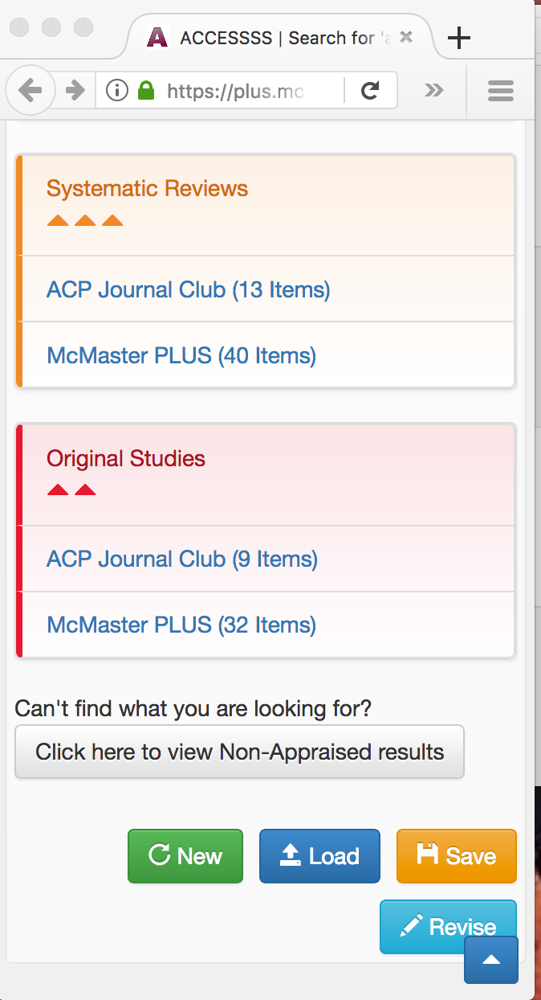 ACCESSSS | Search for 'a
https://plus.mc
Systematic Reviews
ACP Journal Club (13 Items)
McMaster PLUS (40 Items)
Original Studies
ACP Journal Club (9 Items)
McMaster PLUS (32 Items)
Can't find what you are looking for?
Click here to view Non-Appraised results
New Load Save
Revise